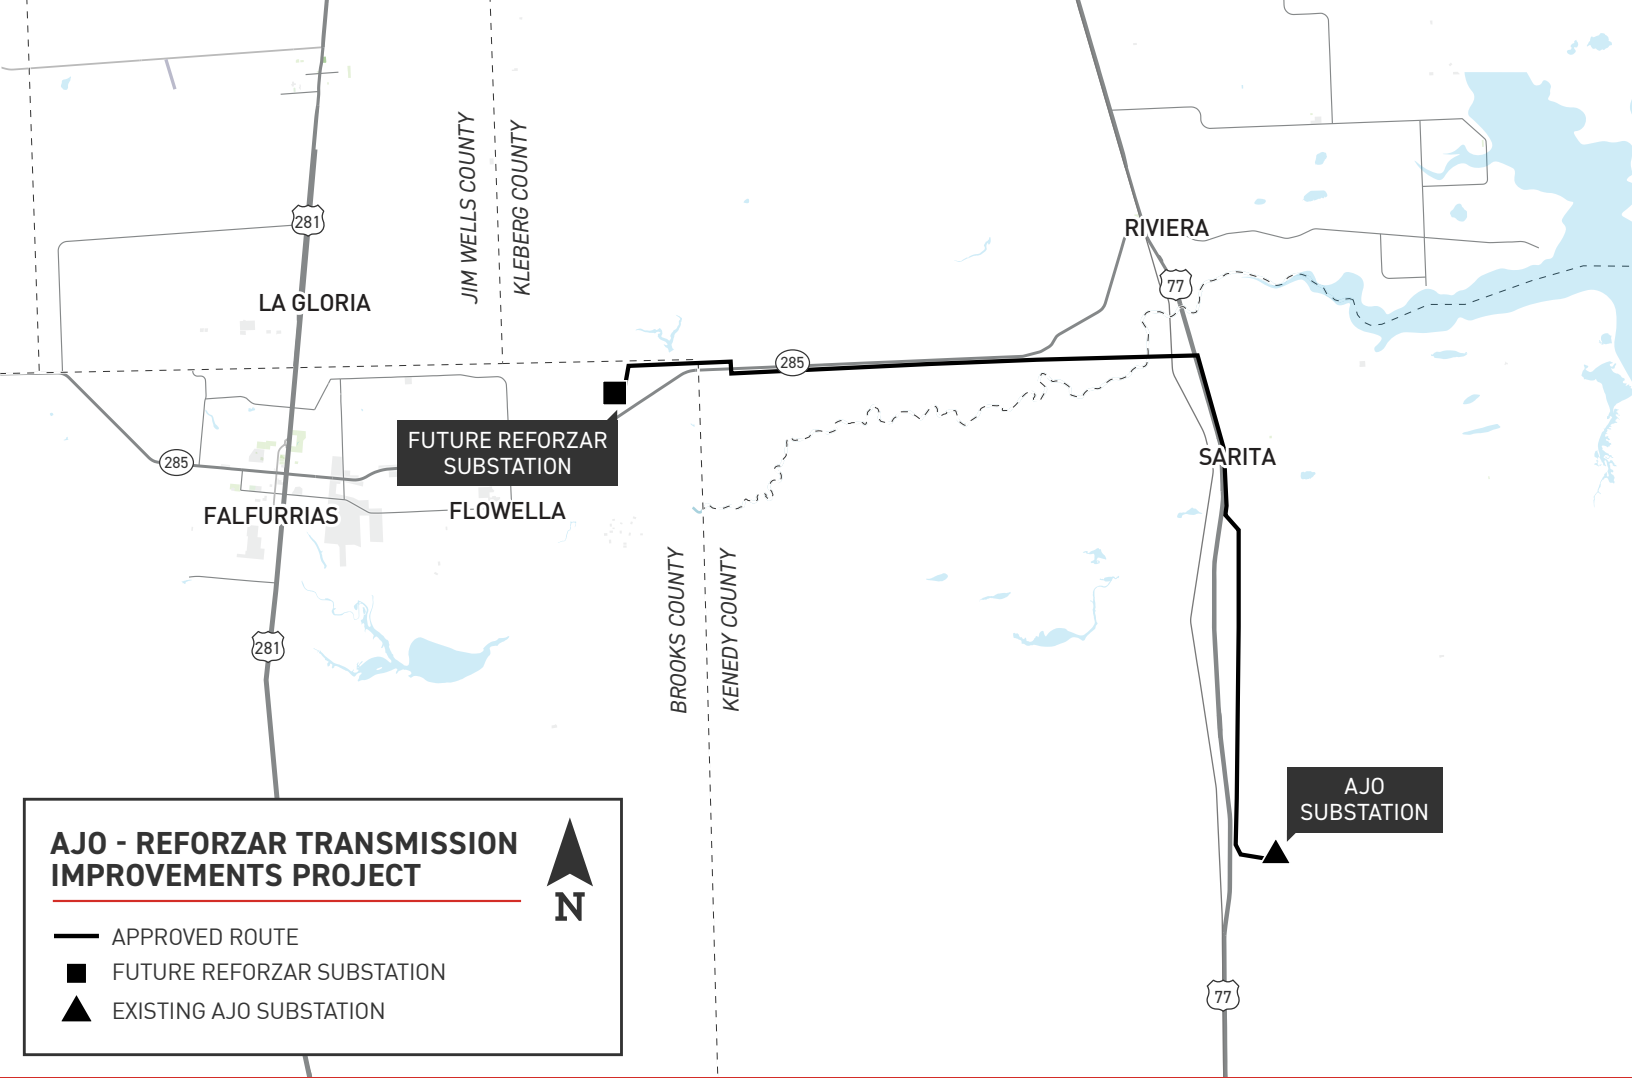 JIM WELLS COUNTY
KLEBERG COUNTY
281
RIVIERA
77
LA GLORIA
285
FUTURE REFORZAR
SUBSTATION
285
SARITA
FALFURRIAS
FLOWELLA
BROOKS COUNTY
KENEDY COUNTY
281
AJO
SUBSTATION
77
AJO - REFORZAR TRANSMISSION
IMPROVEMENTS PROJECT
N
APPROVED ROUTE
FUTURE REFORZAR SUBSTATION
EXISTING AJO SUBSTATION